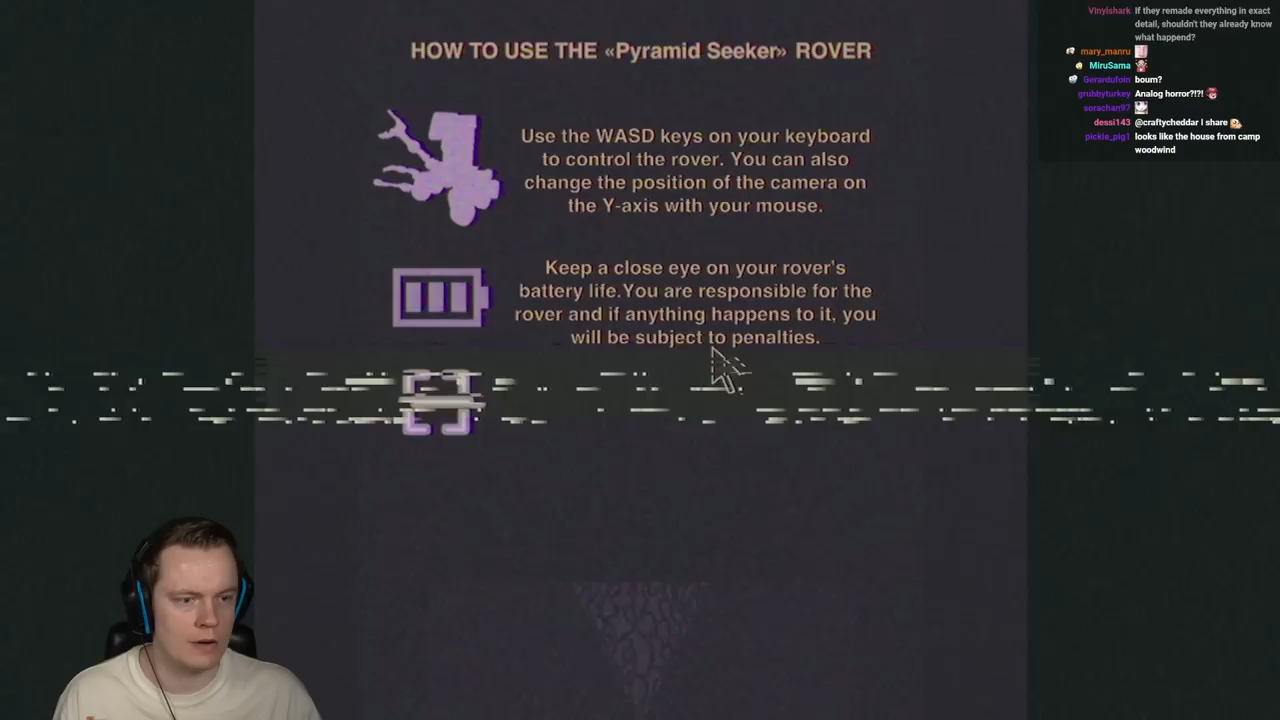 HOW TO USE THE «Pyramid Seeker» ROVER
Use the WASD keys on your keyboard
to control the rover. You can also
change the position of the camera on
the Y-axis with your mouse.
Keep a close eye on your rover's
battery life.You are responsible for the
rover and if anything happens to it, you
will be subject to penalties.
Vinylshark If they remade everything in exact
detail, shouldn't they already know
what happend?
mary_manru
MiruSama
Gerardufoin boum?
grubbyturkey Analog horror?!?!
sorachan97
dessi143 @craftycheddar I share
pickle_pig1 looks like the house from camp
woodwind